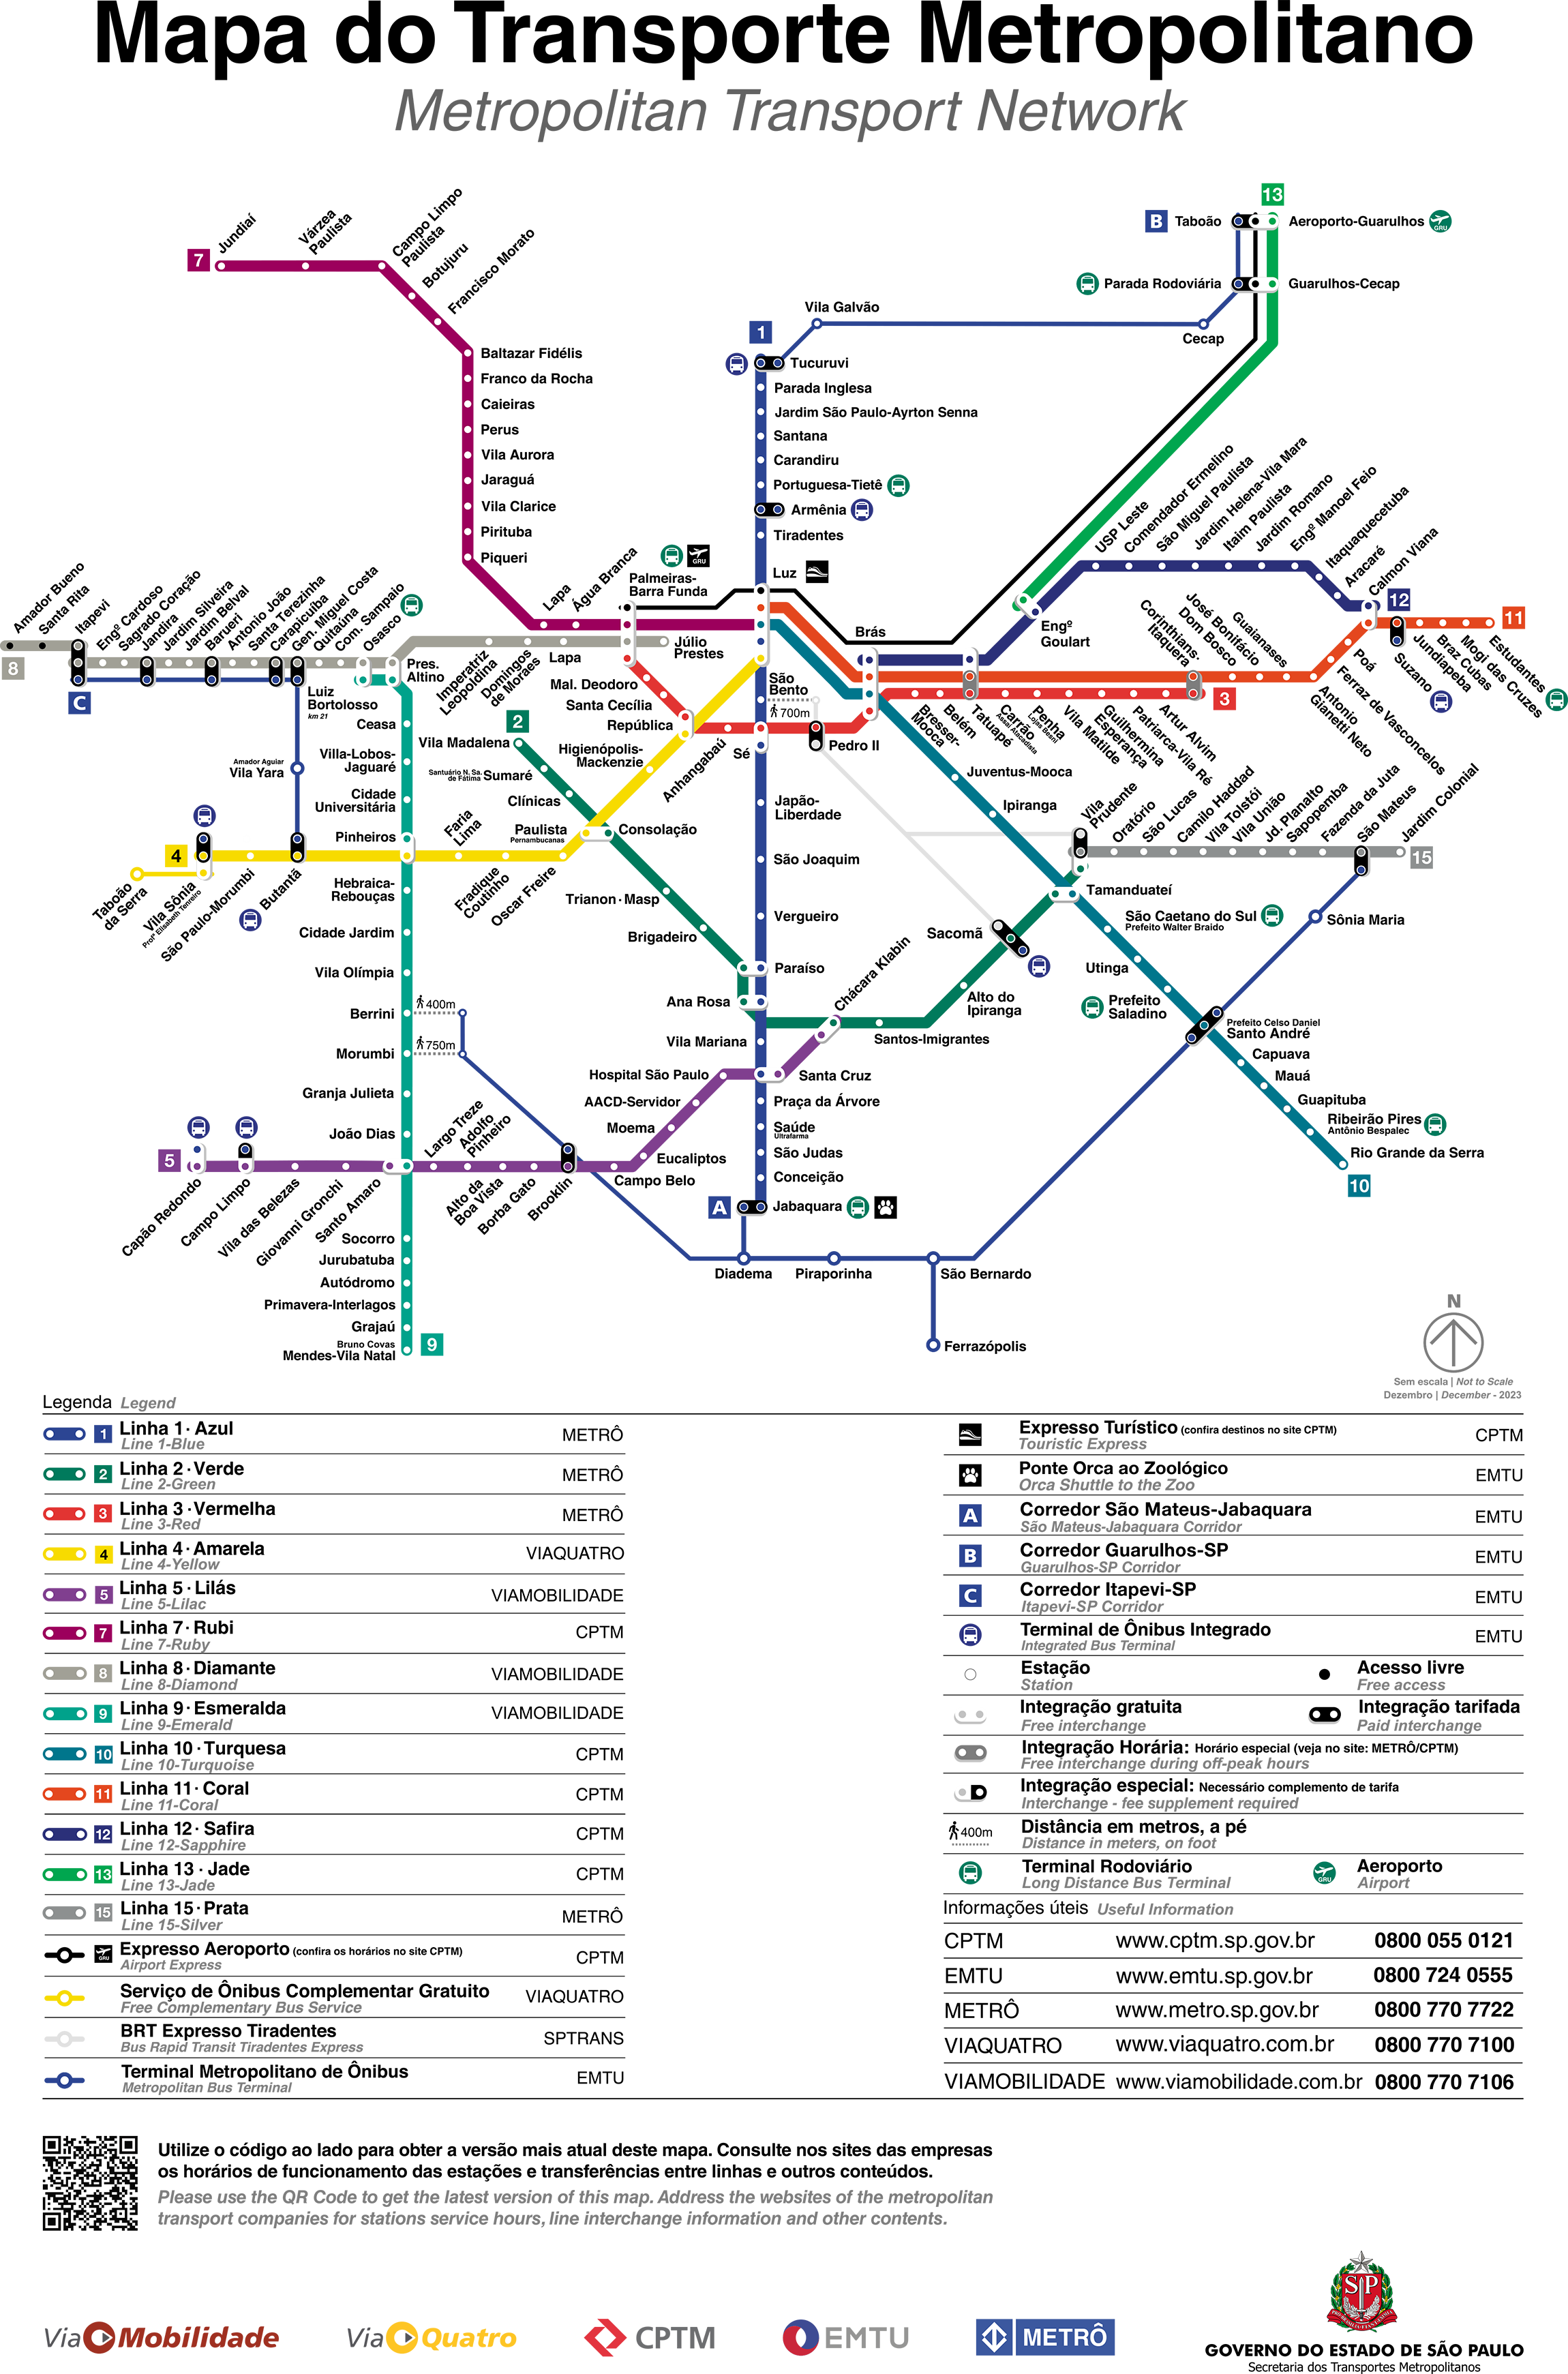 Mapa do Transporte Metropolitano
Metropolitan Transport Network
7
Jundiaí
Várzea
Paulista
Campo Limpo
Paulista
Botujuru
Francisco Morato
Baltazar Fidélis
Franco da Rocha
Caieiras
Perus
Vila Aurora
Jaraguá
Vila Clarice
Pirituba
Piqueri
Lapa
Água Branca
Palmeiras-
Barra Funda
GRU
13
B
Taboão
Aeroporto-Guarulhos
GRU
Parada Rodoviária
Guarulhos-Cecap
Vila Galvão
Cecap
1
Tucuruvi
Parada Inglesa
Jardim São Paulo-Ayrton Senna
Santana
Carandiru
Portuguesa-Tietê
Armênia
Tiradentes
Luz
USP Leste
Comendador Ermelino
São Miguel Paulista
Jardim Helena-Vila Mara
Itaim Paulista
Jardim Romano
Engº Manoel Feio
Itaquaquecetuba
Aracaré
Calmon Viana
12
11
Engº
Goulart
Brás
Amador Bueno
Santa Rita
Itapevi
Engº Cardoso
Sagrado Coração
Jandira
Jardim Silveira
Jardim Belval
Barueri
Antonio João
Santa Terezinha
Carapicuíba
Gen. Miguel Costa
Quitaúna
Com. Sampaio
Osasco
8
C
Pres.
Altino
Imperatriz
Leopoldina
Domingos
de Moraes
Lapa
Júlio
Prestes
Luiz
Bortolosso
km 21
Mal. Deodoro
Santa Cecília
República
Anhangabaú
São
Bento
700m
Sé
Pedro II
Bresser-
Mooca
Belém
Tatuapé
Carrão
Assaí Atacadista
Penha
Lojas Besni
Vila Matilde
Guilhermina
Esperança
Patriarca-Vila Ré
Artur Alvim
Corinthians-
Itaquera
3
Dom Bosco
José Bonifácio
Guaianases
Antonio
Gianetti Neto
Ferraz de Vasconcelos
Poá
Suzano
Jundiapeba
Braz Cubas
Mogi das Cruzes
Estudantes
Ceasa
Villa-Lobos-
Jaguaré
Cidade
Universitária
Pinheiros
Hebraica-
Rebouças
Cidade Jardim
Vila Olímpia
Berrini
400m
Morumbi
750m
Granja Julieta
João Dias
Socorro
Jurubatuba
Autódromo
Primavera-Interlagos
Grajaú
Bruno Covas
Mendes-Vila Natal
9
Amador Aguiar
Vila Yara
4
Taboão
da Serra
Vila Sônia
Profª Elisabeth Tenreiro
São Paulo-Morumbi
Butantã
Faria
Lima
Fradique
Coutinho
Oscar Freire
Paulista
Pernambucanas
Higienópolis-
Mackenzie
2
Vila Madalena
Santuário N. Sa.
de Fátima
Sumaré
Clínicas
Consolação
Trianon·Masp
Brigadeiro
Paraíso
Ana Rosa
Chácara Klabin
Santos-Imigrantes
Alto do
Ipiranga
Sacomã
Tamanduateí
Vila
Prudente
Oratório
São Lucas
Camilo Haddad
Vila Tolstói
Vila União
Jd. Planalto
Sapopemba
Fazenda da Juta
São Mateus
Jardim Colonial
15
Japão-
Liberdade
São Joaquim
Vergueiro
Vila Mariana
Santa Cruz
Praça da Árvore
Saúde
Ultrafarma
São Judas
Conceição
A
Jabaquara
Juventus-Mooca
Ipiranga
São Caetano do Sul
Prefeito Walter Braido
Utinga
Prefeito
Saladino
Prefeito Celso Daniel
Santo André
Capuava
Mauá
Guapituba
Ribeirão Pires
Antônio Bespalec
Rio Grande da Serra
10
Sônia Maria
5
Capão Redondo
Campo Limpo
Vila das Belezas
Giovanni Gronchi
Santo Amaro
Largo Treze
Adolfo
Pinheiro
Alto da
Boa Vista
Borba Gato
Brooklin
Campo Belo
Eucaliptos
Moema
AACD-Servidor
Hospital São Paulo
Diadema
Piraporinha
São Bernardo
Ferrazópolis
N
Sem escala | Not to Scale
Dezembro | December - 2023
Legenda Legend
1 Linha 1·Azul METRÔ
Line 1-Blue
2 Linha 2·Verde METRÔ
Line 2-Green
3 Linha 3·Vermelha METRÔ
Line 3-Red
4 Linha 4·Amarela VIAQUATRO
Line 4-Yellow
5 Linha 5·Lilás VIAMOBILIDADE
Line 5-Lilac
7 Linha 7·Rubi CPTM
Line 7-Ruby
8 Linha 8·Diamante VIAMOBILIDADE
Line 8-Diamond
9 Linha 9·Esmeralda VIAMOBILIDADE
Line 9-Emerald
10 Linha 10·Turquesa CPTM
Line 10-Turquoise
11 Linha 11·Coral CPTM
Line 11-Coral
12 Linha 12·Safira CPTM
Line 12-Sapphire
13 Linha 13·Jade CPTM
Line 13-Jade
15 Linha 15·Prata METRÔ
Line 15-Silver
GRU Expresso Aeroporto (confira os horários no site CPTM) CPTM
Airport Express
Serviço de Ônibus Complementar Gratuito VIAQUATRO
Free Complementary Bus Service
BRT Expresso Tiradentes SPTRANS
Bus Rapid Transit Tiradentes Express
Terminal Metropolitano de Ônibus EMTU
Metropolitan Bus Terminal
Expresso Turístico (confira destinos no site CPTM) CPTM
Touristic Express
Ponte Orca ao Zoológico EMTU
Orca Shuttle to the Zoo
A Corredor São Mateus-Jabaquara EMTU
São Mateus-Jabaquara Corridor
B Corredor Guarulhos-SP EMTU
Guarulhos-SP Corridor
C Corredor Itapevi-SP EMTU
Itapevi-SP Corridor
Terminal de Ônibus Integrado EMTU
Integrated Bus Terminal
Estação Acesso livre
Station Free access
Integração gratuita Integração tarifada
Free interchange Paid interchange
Integração Horária: Horário especial (veja no site: METRÔ/CPTM)
Free interchange during off-peak hours
Integração especial: Necessário complemento de tarifa
Interchange - fee supplement required
400m Distância em metros, a pé
Distance in meters, on foot
Terminal Rodoviário GRU Aeroporto
Long Distance Bus Terminal Airport
Informações úteis Useful Information
CPTM www.cptm.sp.gov.br 0800 055 0121
EMTU www.emtu.sp.gov.br 0800 724 0555
METRÔ www.metro.sp.gov.br 0800 770 7722
VIAQUATRO www.viaquatro.com.br 0800 770 7100
VIAMOBILIDADE www.viamobilidade.com.br 0800 770 7106
Utilize o código ao lado para obter a versão mais atual deste mapa. Consulte nos sites das empresas
os horários de funcionamento das estações e transferências entre linhas e outros conteúdos.
Please use the QR Code to get the latest version of this map. Address the websites of the metropolitan
transport companies for stations service hours, line interchange information and other contents.
Via Mobilidade
Via Quatro
CPTM
EMTU
METRÔ
SP
GOVERNO DO ESTADO DE SÃO PAULO
Secretaria dos Transportes Metropolitanos